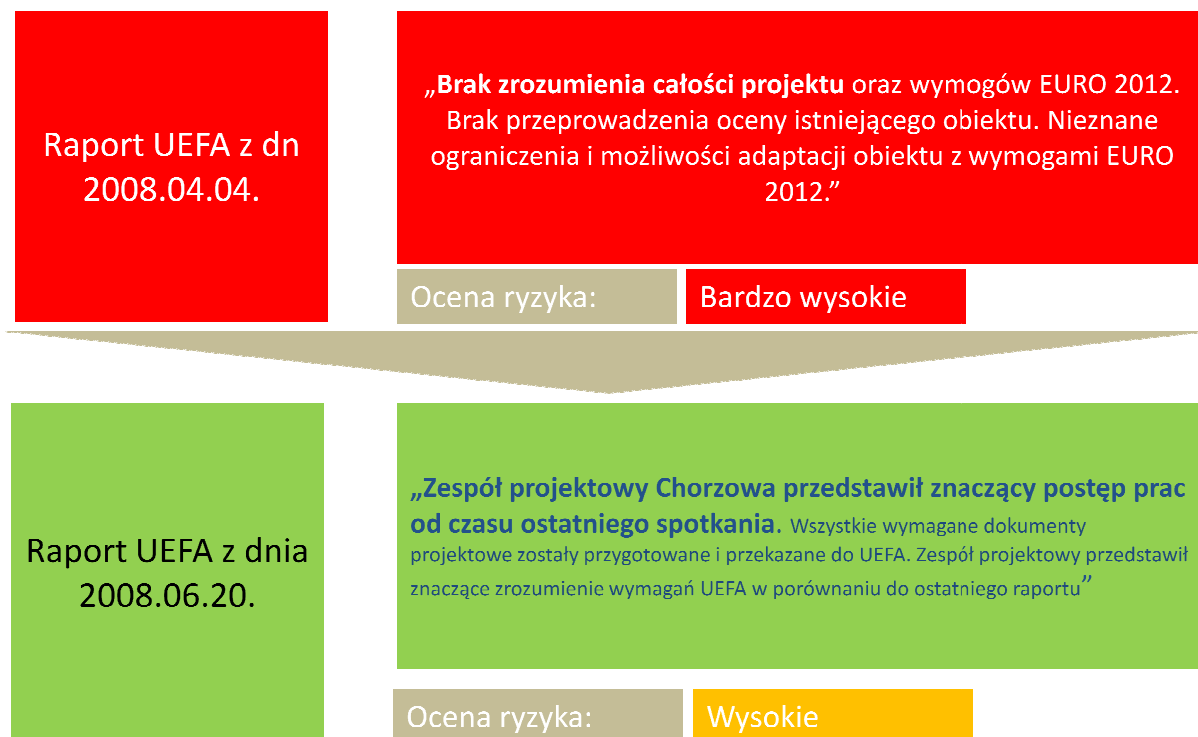 Raport UEFA z dn
2008.04.04.
„Brak zrozumienia całości projektu oraz wymogów EURO 2012.
Brak przeprowadzenia oceny istniejącego obiektu. Nieznane
ograniczenia i możliwości adaptacji obiektu z wymogami EURO
2012.”
Ocena ryzyka:
Bardzo wysokie
Raport UEFA z dnia
2008.06.20.
„Zespół projektowy Chorzowa przedstawił znaczący postęp prac
od czasu ostatniego spotkania. Wszystkie wymagane dokumenty
projektowe zostały przygotowane i przekazane do UEFA. Zespół projektowy przedstawił
znaczące zrozumienie wymagań UEFA w porównaniu do ostatniego raportu”
Ocena ryzyka:
Wysokie